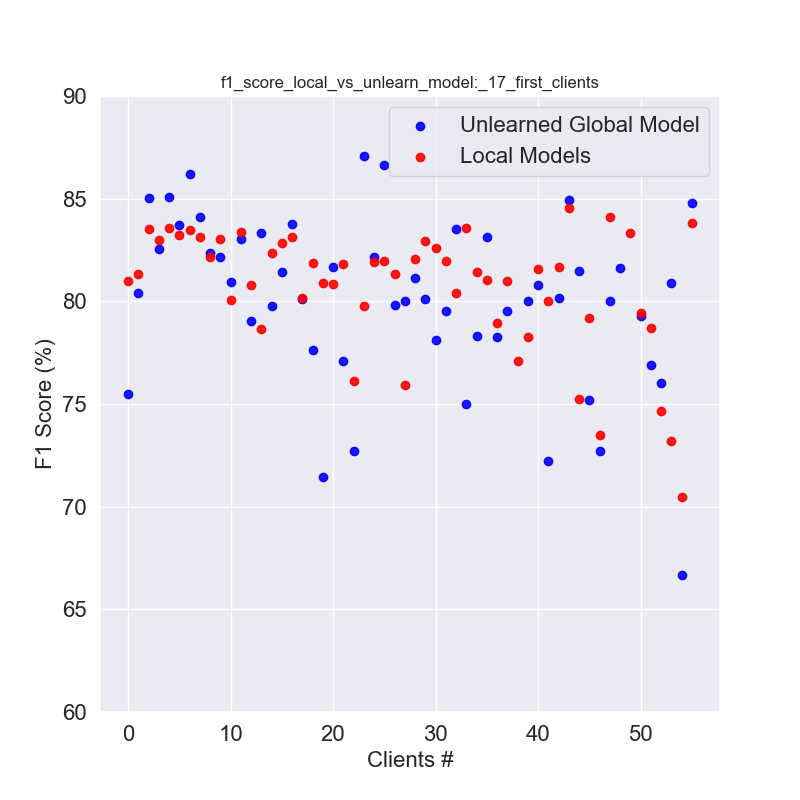 f1_score_local_vs_unlearn_model:_17_first_clients
Unlearned Global Model
Local Models
90
85
80
75
70
65
60
F1 Score (%)
0 10 20 30 40 50
Clients #